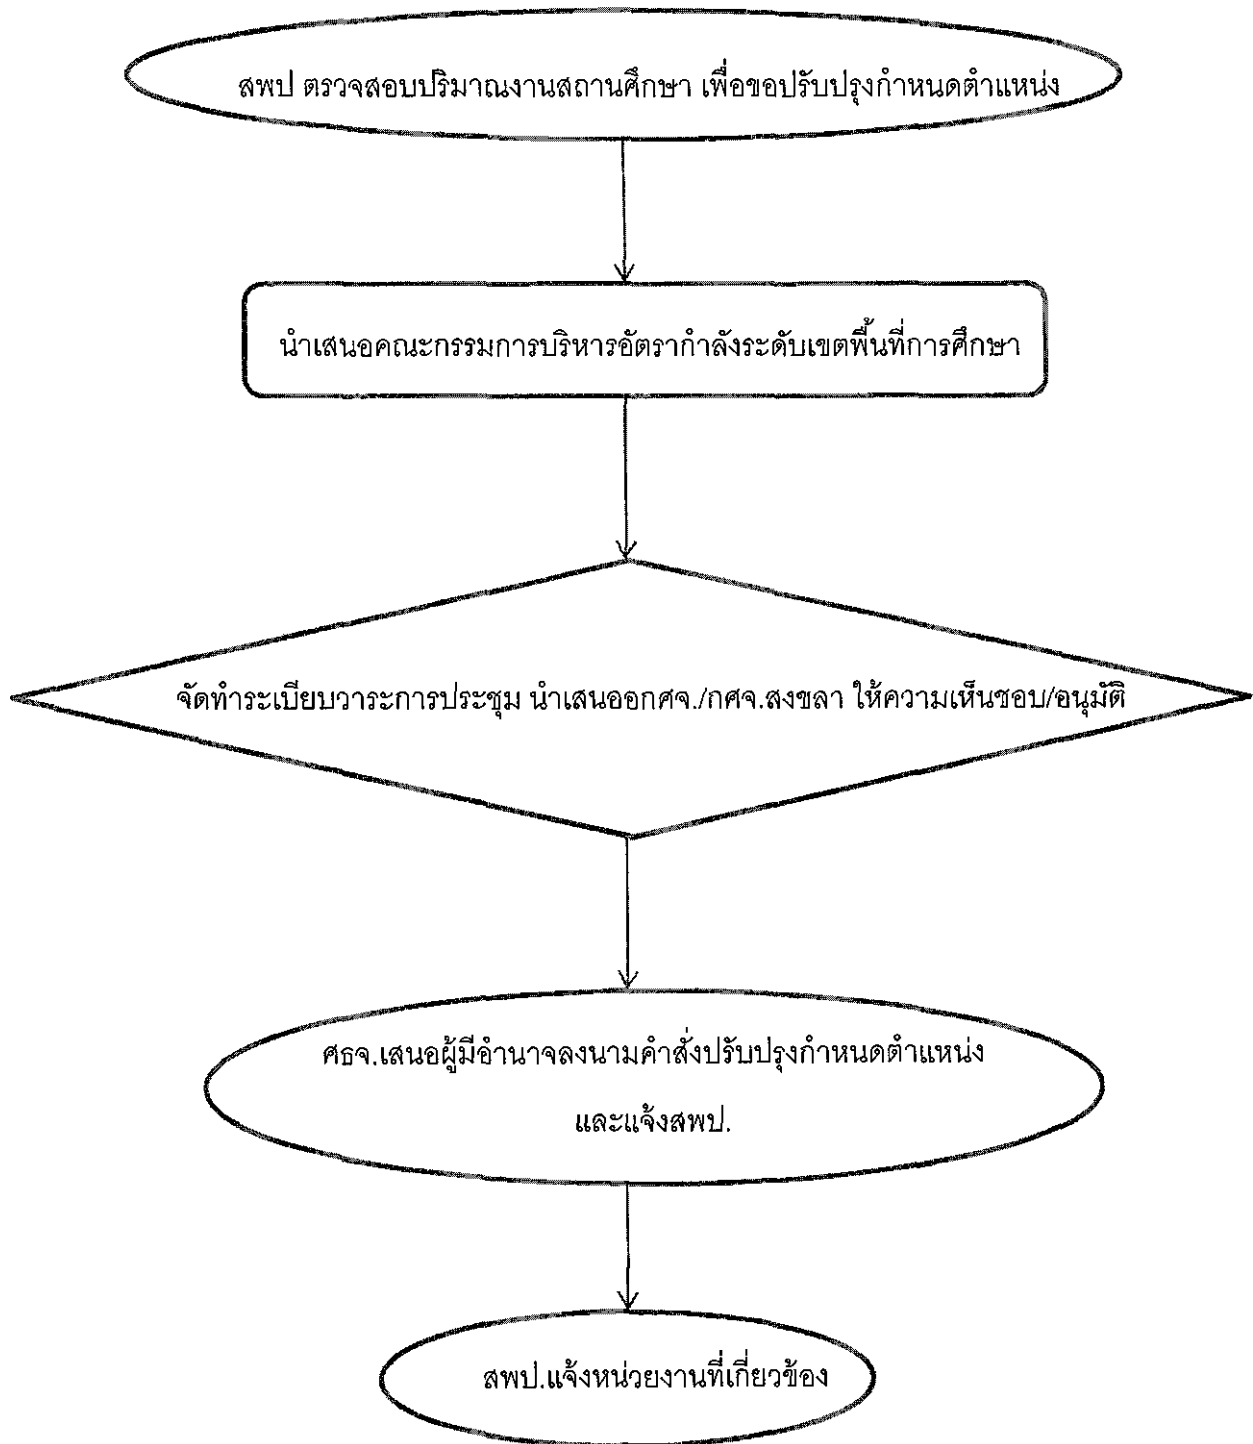 สพป ตรวจสอบปริมาณงานสถานศึกษา เพื่อขอปรับปรุงกำหนดตำแหน่ง
นำเสนอคณะกรรมการบริหารอัตรากำลังระดับเขตพื้นที่การศึกษา
จัดทำระเบียบวาระการประชุม นำเสนออกศจ./กศจ.สงขลา ให้ความเห็นชอบ/อนุมัติ
ศธจ.เสนอผู้มีอำนาจลงนามคำสั่งปรับปรุงกำหนดตำแหน่ง
และแจ้งสพป.
สพป.แจ้งหน่วยงานที่เกี่ยวข้อง